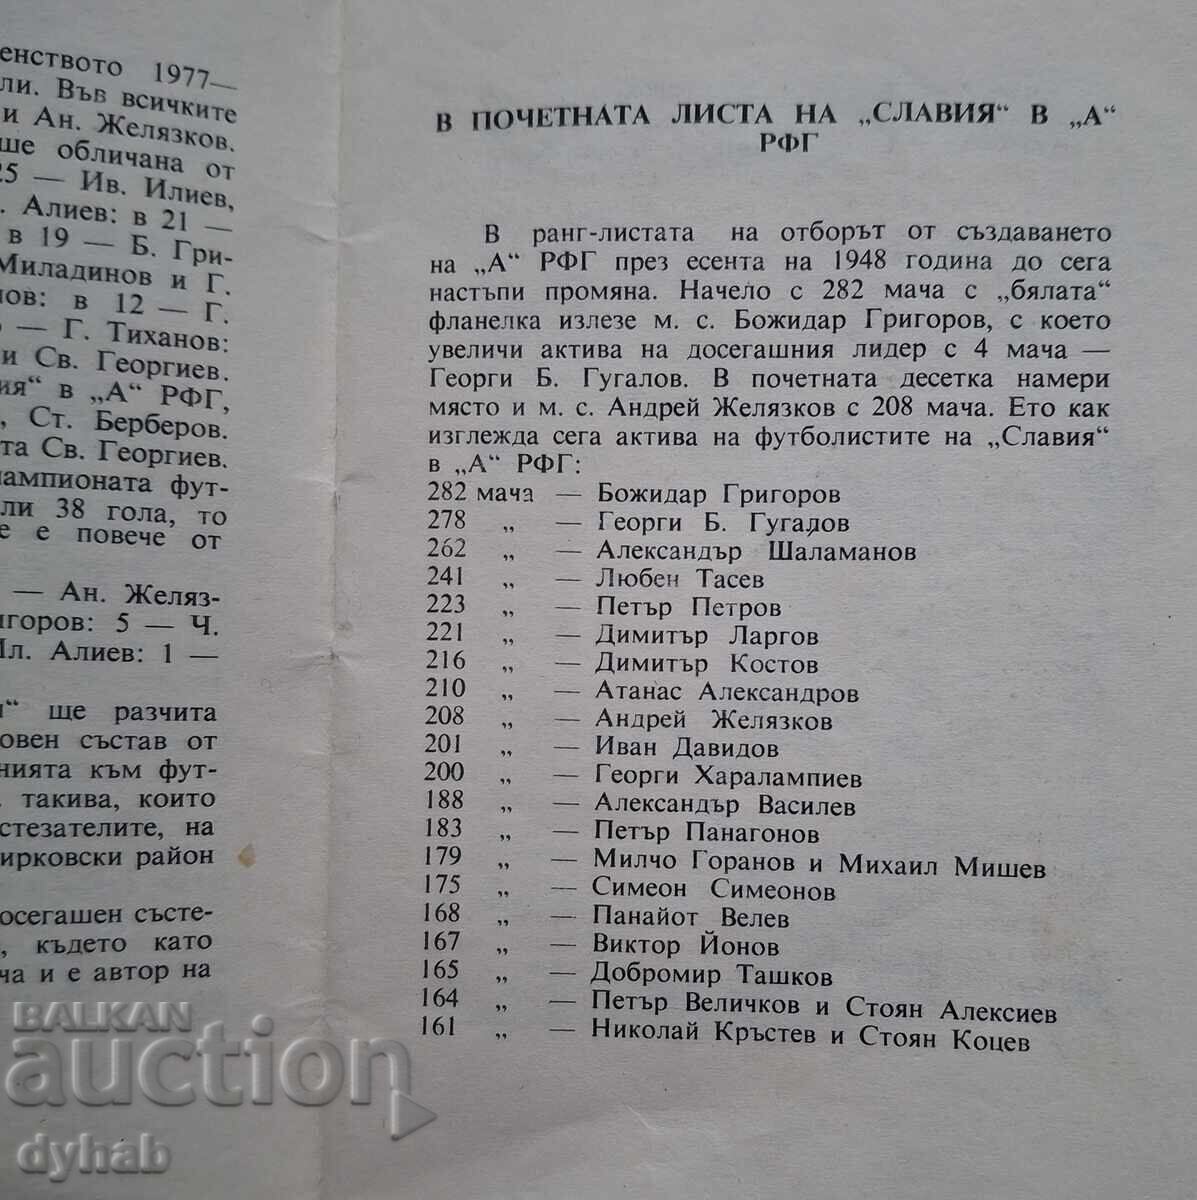 енството 1977—
ли. Във всичките
и Ан. Желязков.
ше обличана от
25 — Ив. Илиев,
. Алиев: в 21 —
в 19 — Б. Гри-
Миладинов и Г.
нов: в 12 — Г.
— Г. Тиханов:
и Св. Георгиев.
ия“ в „А“ РФГ,
, Ст. Берберов.
та Св. Георгиев.
ампионата фут-
ли 38 гола, то
е е повече от
— Ан. Желяз-
игоров: 5 — Ч.
Ил. Алиев: 1 —
“ ще разчита
овен състав от
нията към фут-
. такива, които
стезателите, на
ирковски район
осегашен състе-
, където като
ча и е автор на
В ПОЧЕТНАТА ЛИСТА НА „СЛАВИЯ“ В „А“
РФГ
В ранг-листата на отборът от създаването
на „А“ РФГ през есента на 1948 година до сега
настъпи промяна. Начело с 282 мача с „бялата“
фланелка излезе м. с. Божидар Григоров, с което
увеличи актива на досегашния лидер с 4 мача —
Георги Б. Гугалов. В почетната десетка намери
място и м. с. Андрей Желязков с 208 мача. Ето как
изглежда сега актива на футболистите на „Славия“
в „А“ РФГ:
282 мача — Божидар Григоров
278 „ — Георги Б. Гугалов
262 „ — Александър Шаламанов
241 „ — Любен Тасев
223 „ — Петър Петров
221 „ — Димитър Ларгов
216 „ — Димитър Костов
210 „ — Атанас Александров
208 „ — Андрей Желязков
201 „ — Иван Давидов
200 „ — Георги Харалампиев
188 „ — Александър Василев
183 „ — Петър Панагонов
179 „ — Милчо Горанов и Михаил Мишев
175 „ — Симеон Симеонов
168 „ — Панайот Велев
167 „ — Виктор Йонов
165 „ — Добромир Ташков
164 „ — Петър Величков и Стоян Алексиев
161 „ — Николай Кръстев и Стоян Коцев
BALKAN
auction
dyhab